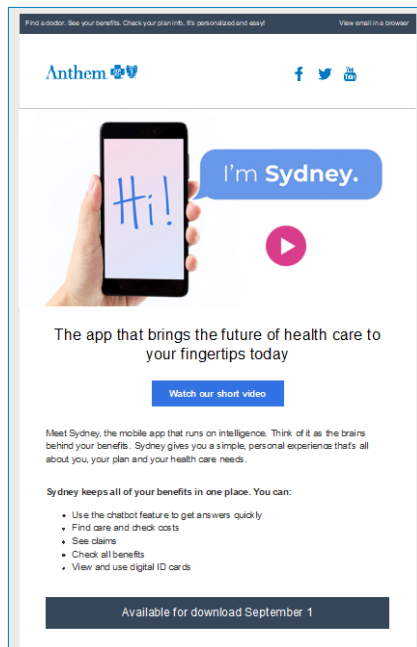 Find a doctor. See your benefits. Check your plan info. It's personalized and easy!
View email in a browser
Anthem
You Tube
Hi!
I'm Sydney.
The app that brings the future of health care to
your fingertips today
Watch our short video
Meet Sydney, the mobile app that runs on intelligence. Think of it as the brains
behind your benefits. Sydney gives you a simple, personal experience that's all
about you, your plan and your health care needs.
Sydney keeps all of your benefits in one place. You can:
• Use the chatbot feature to get answers quickly
• Find care and check costs
• See claims
• Check all benefits
• View and use digital ID cards
Available for download September 1